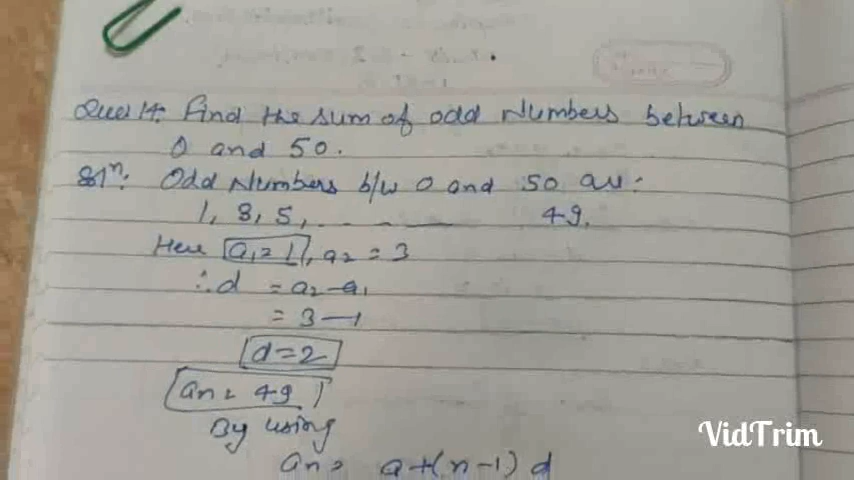 Ques 14: Find the sum of odd Numbers between
0 and 50.
Solⁿ: Odd Numbers b/w 0 and 50 are:
1, 3, 5, ........ 49.
Here a₁ = 1, a₂ = 3
∴ d = a₂ - a₁
= 3 - 1
d = 2
an = 49
By using
an = a + (n - 1) d
VidTrim